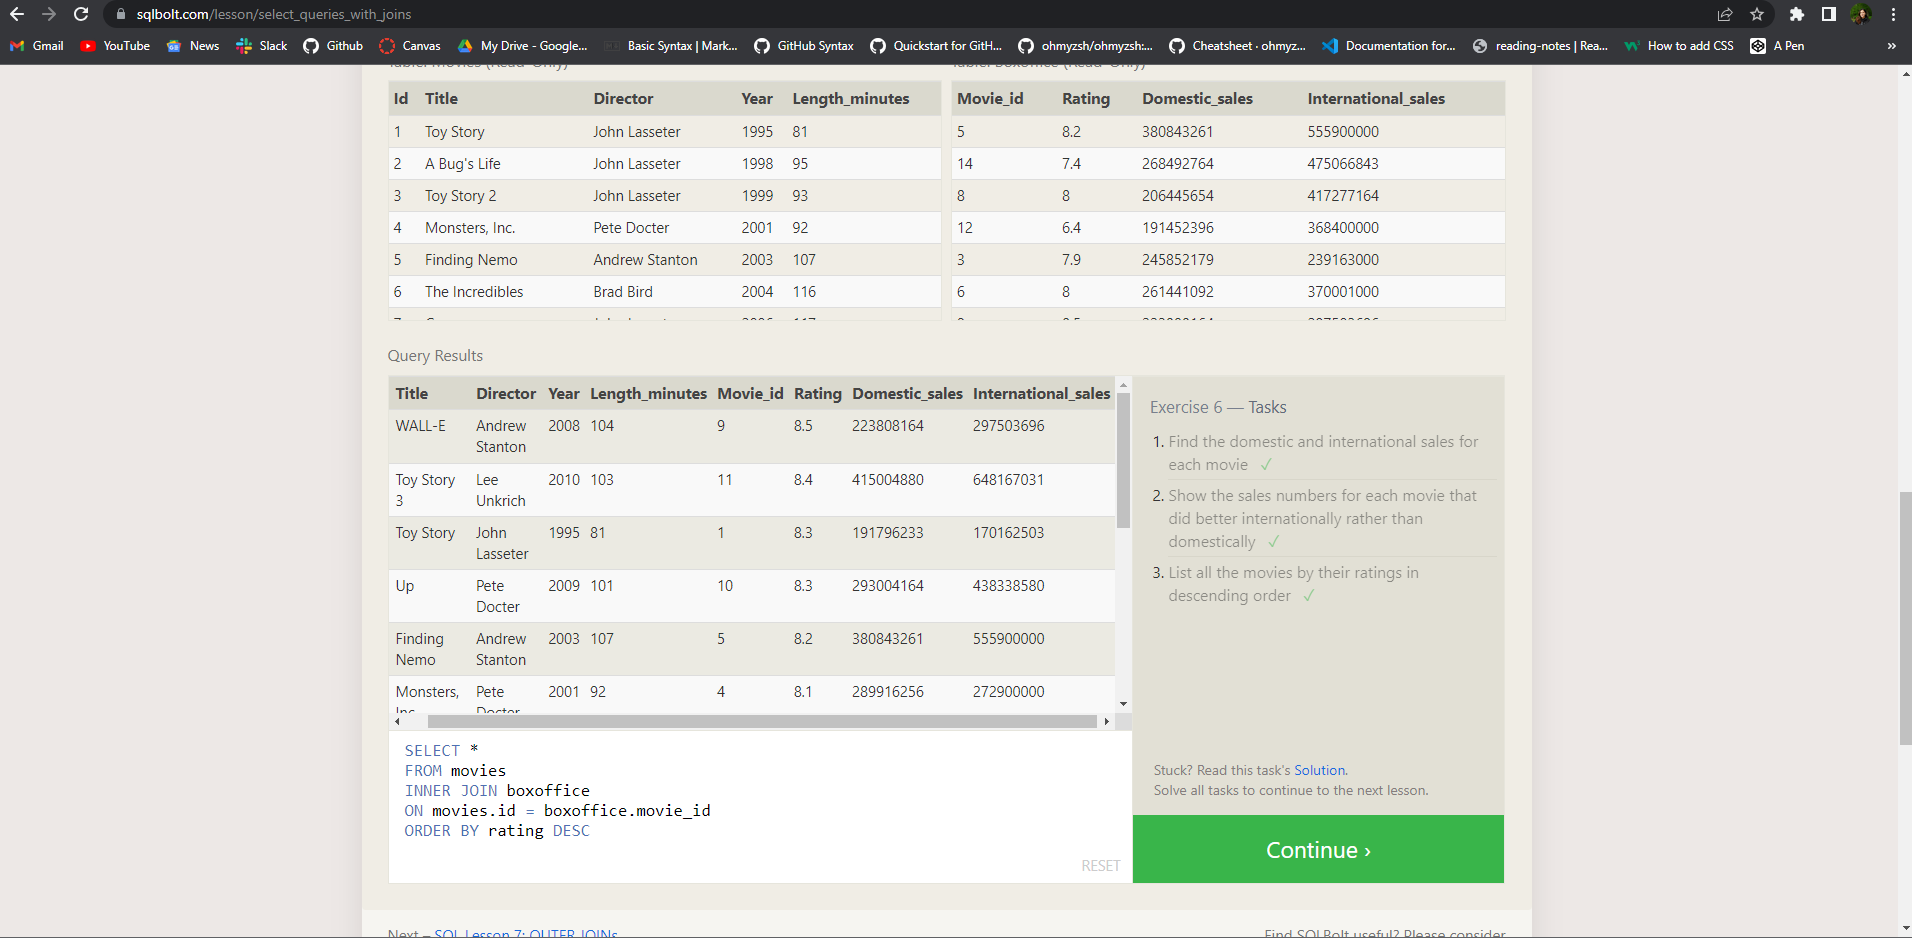 sqlbolt.com/lesson/select_queries_with_joins
Gmail YouTube News Slack Github Canvas My Drive - Google... Basic Syntax | Mark... GitHub Syntax Quickstart for GitH... ohmyzsh/ohmyzsh:... Cheatsheet · ohmyz... Documentation for... reading-notes | Rea... How to add CSS A Pen »
Table: Movies (Read-Only) Table: Boxoffice (Read-Only)
Id Title Director Year Length_minutes
1 Toy Story John Lasseter 1995 81
2 A Bug's Life John Lasseter 1998 95
3 Toy Story 2 John Lasseter 1999 93
4 Monsters, Inc. Pete Docter 2001 92
5 Finding Nemo Andrew Stanton 2003 107
6 The Incredibles Brad Bird 2004 116
Movie_id Rating Domestic_sales International_sales
5 8.2 380843261 555900000
14 7.4 268492764 475066843
8 8 206445654 417277164
12 6.4 191452396 368400000
3 7.9 245852179 239163000
6 8 261441092 370001000
Query Results
Title Director Year Length_minutes Movie_id Rating Domestic_sales International_sales
WALL-E Andrew Stanton 2008 104 9 8.5 223808164 297503696
Toy Story 3 Lee Unkrich 2010 103 11 8.4 415004880 648167031
Toy Story John Lasseter 1995 81 1 8.3 191796233 170162503
Up Pete Docter 2009 101 10 8.3 293004164 438338580
Finding Nemo Andrew Stanton 2003 107 5 8.2 380843261 555900000
Monsters, Inc. Pete Docter 2001 92 4 8.1 289916256 272900000
SELECT *
FROM movies
INNER JOIN boxoffice
ON movies.id = boxoffice.movie_id
ORDER BY rating DESC
RESET
Exercise 6 — Tasks
1. Find the domestic and international sales for
each movie ✓
2. Show the sales numbers for each movie that
did better internationally rather than
domestically ✓
3. List all the movies by their ratings in
descending order ✓
Stuck? Read this task's Solution.
Solve all tasks to continue to the next lesson.
Continue ›
Next – SQL Lesson 7: OUTER JOINs
Find SQLBolt useful? Please consider